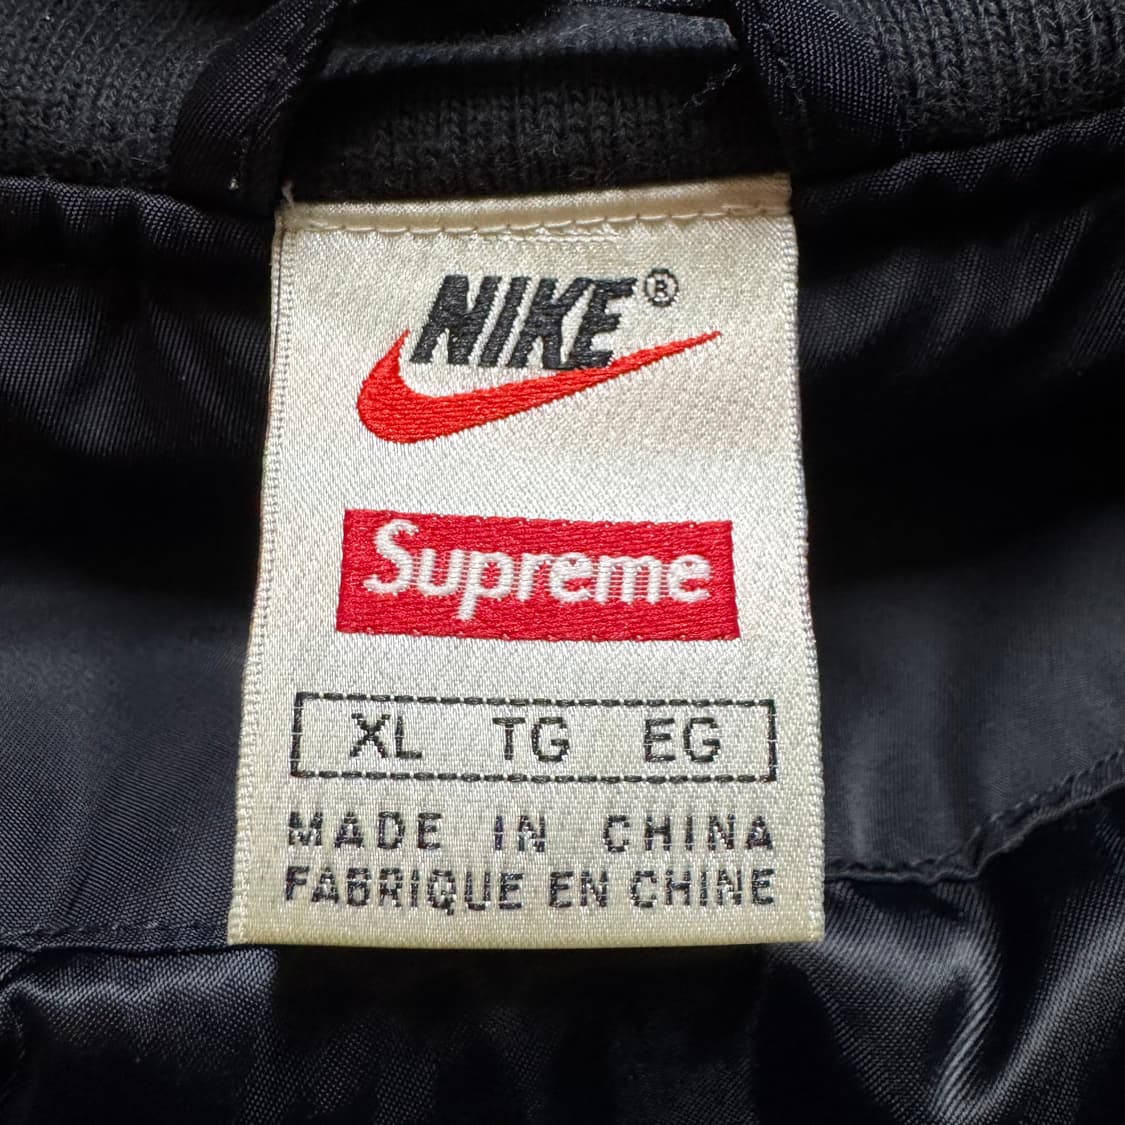 NIKE®
Supreme
XL TG EG
MADE IN CHINA
FABRIQUE EN CHINE